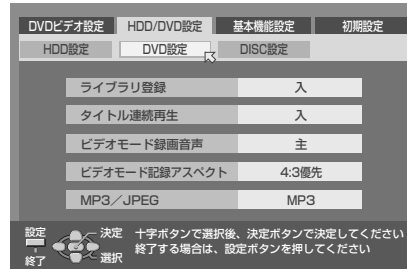 DVDビデオ設定 HDD/DVD設定 基本機能設定 初期設定
HDD設定 DVD設定 DISC設定
ライブラリ登録 入
タイトル連続再生 入
ビデオモード録画音声 主
ビデオモード記録アスペクト 4:3優先
MP3／JPEG MP3
設定 決定 十字ボタンで選択後、決定ボタンで決定してください
終了 選択 終了する場合は、設定ボタンを押してください